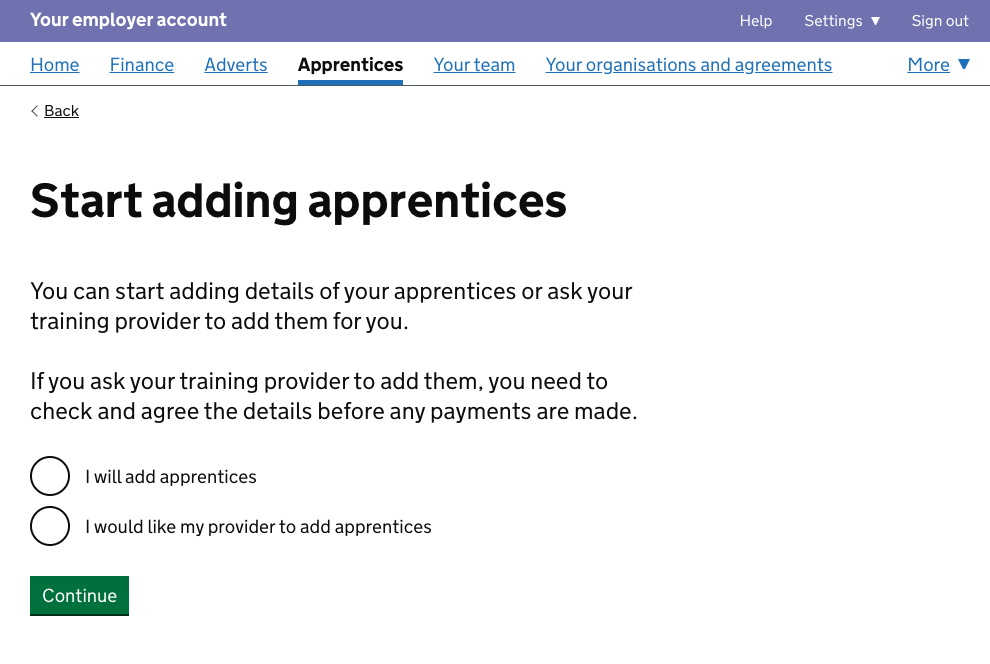 Your employer account
Help
Settings ▼
Sign out
Home
Finance
Adverts
Apprentices
Your team
Your organisations and agreements
More ▼
Back
Start adding apprentices
You can start adding details of your apprentices or ask your
training provider to add them for you.
If you ask your training provider to add them, you need to
check and agree the details before any payments are made.
I will add apprentices
I would like my provider to add apprentices
Continue